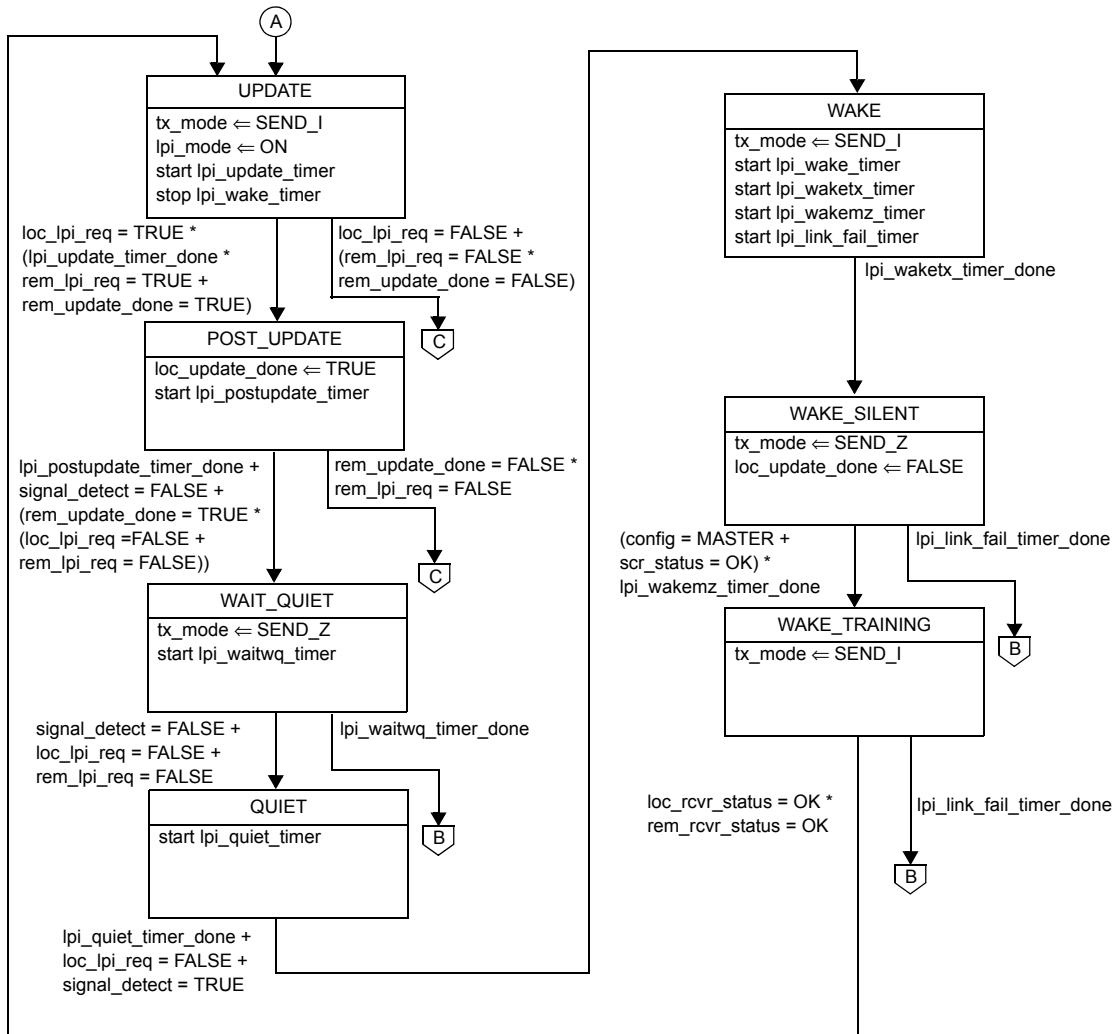 A
UPDATE
tx_mode ⇐ SEND_I
lpi_mode ⇐ ON
start lpi_update_timer
stop lpi_wake_timer
loc_lpi_req = TRUE *
(lpi_update_timer_done *
rem_lpi_req = TRUE +
rem_update_done = TRUE)
loc_lpi_req = FALSE +
(rem_lpi_req = FALSE *
rem_update_done = FALSE)
C
POST_UPDATE
loc_update_done ⇐ TRUE
start lpi_postupdate_timer
lpi_postupdate_timer_done +
signal_detect = FALSE +
(rem_update_done = TRUE *
(loc_lpi_req =FALSE +
rem_lpi_req = FALSE))
rem_update_done = FALSE *
rem_lpi_req = FALSE
C
WAIT_QUIET
tx_mode ⇐ SEND_Z
start lpi_waitwq_timer
signal_detect = FALSE +
loc_lpi_req = FALSE +
rem_lpi_req = FALSE
lpi_waitwq_timer_done
B
QUIET
start lpi_quiet_timer
lpi_quiet_timer_done +
loc_lpi_req = FALSE +
signal_detect = TRUE
WAKE
tx_mode ⇐ SEND_I
start lpi_wake_timer
start lpi_waketx_timer
start lpi_wakemz_timer
start lpi_link_fail_timer
lpi_waketx_timer_done
WAKE_SILENT
tx_mode ⇐ SEND_Z
loc_update_done ⇐ FALSE
(config = MASTER +
scr_status = OK) *
lpi_wakemz_timer_done
lpi_link_fail_timer_done
B
WAKE_TRAINING
tx_mode ⇐ SEND_I
loc_rcvr_status = OK *
rem_rcvr_status = OK
lpi_link_fail_timer_done
B